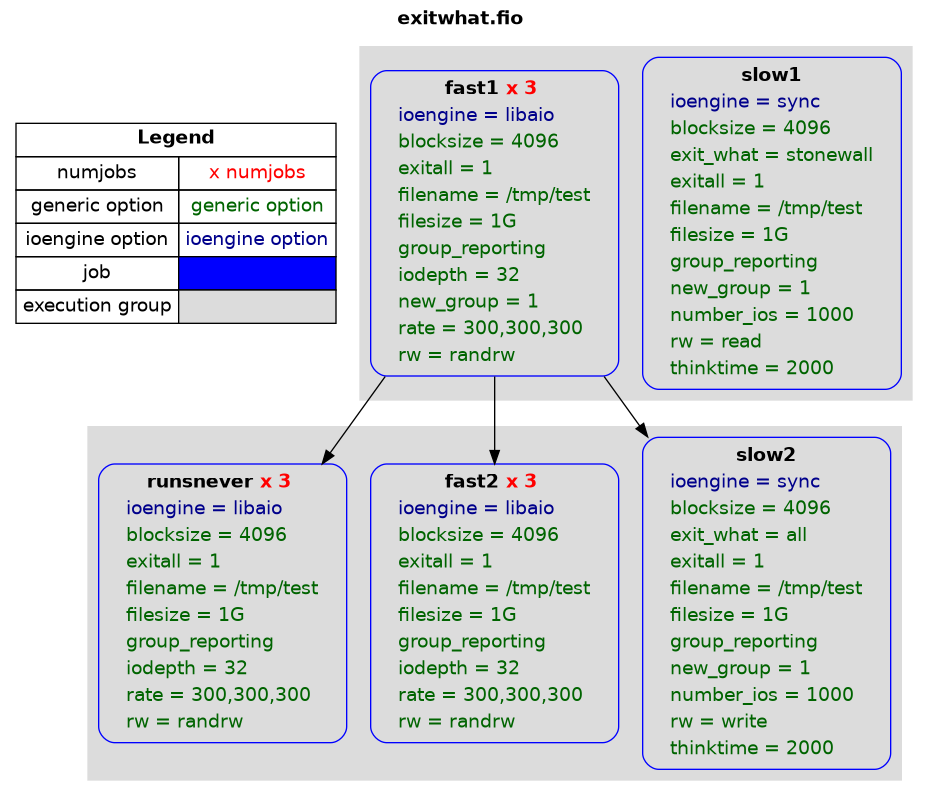 exitwhat.fio
Legend
numjobs x numjobs
generic option generic option
ioengine option ioengine option
job
execution group
fast1 x 3
ioengine = libaio
blocksize = 4096
exitall = 1
filename = /tmp/test
filesize = 1G
group_reporting
iodepth = 32
new_group = 1
rate = 300,300,300
rw = randrw
slow1
ioengine = sync
blocksize = 4096
exit_what = stonewall
exitall = 1
filename = /tmp/test
filesize = 1G
group_reporting
new_group = 1
number_ios = 1000
rw = read
thinktime = 2000
runsnever x 3
ioengine = libaio
blocksize = 4096
exitall = 1
filename = /tmp/test
filesize = 1G
group_reporting
iodepth = 32
rate = 300,300,300
rw = randrw
fast2 x 3
ioengine = libaio
blocksize = 4096
exitall = 1
filename = /tmp/test
filesize = 1G
group_reporting
iodepth = 32
rate = 300,300,300
rw = randrw
slow2
ioengine = sync
blocksize = 4096
exit_what = all
exitall = 1
filename = /tmp/test
filesize = 1G
group_reporting
new_group = 1
number_ios = 1000
rw = write
thinktime = 2000